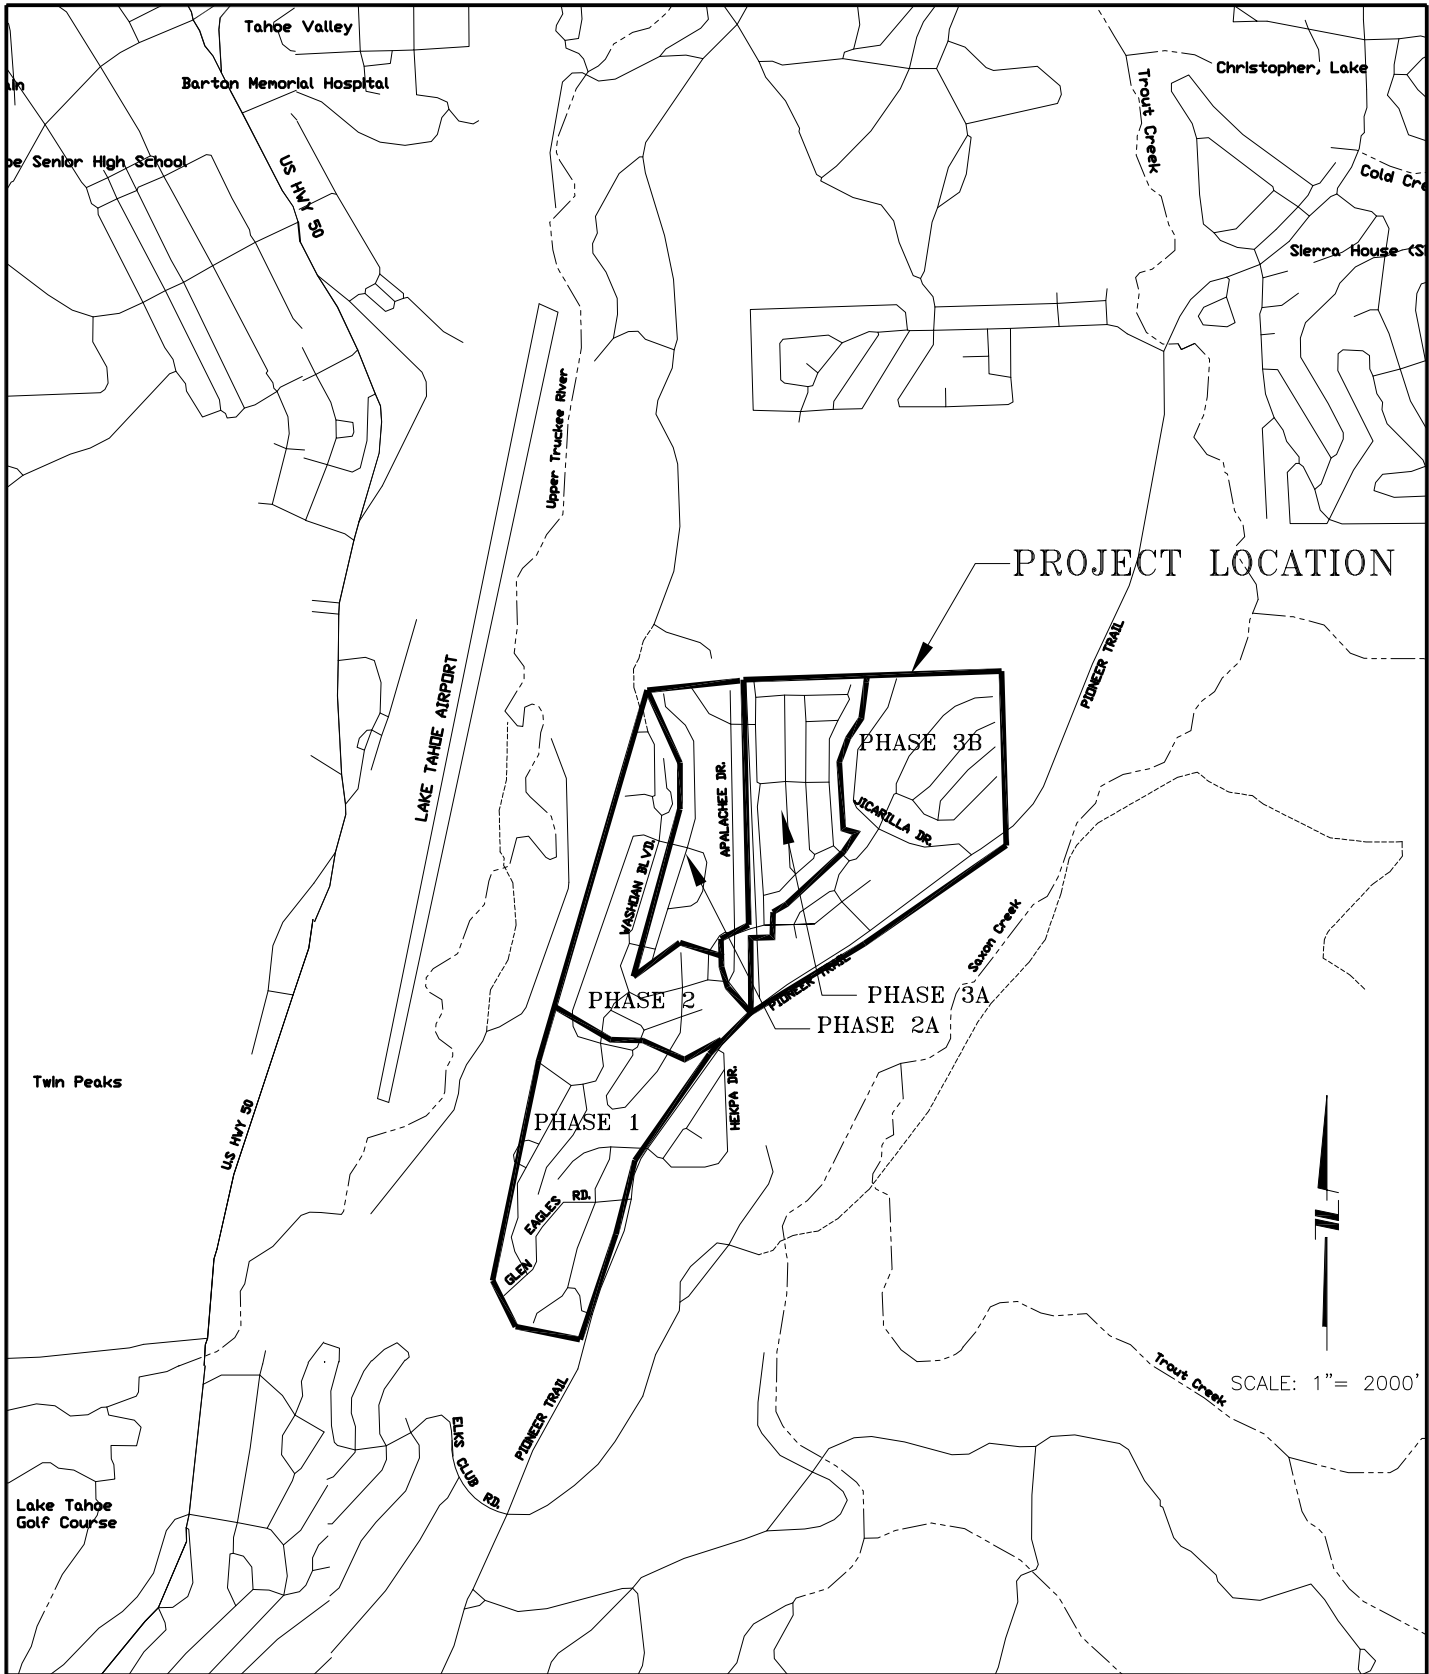 Tahoe Valley
Christopher, Lake
Barton Memorial Hospital
Trout Creek
Senior High School
US HWY 50
Cold
Sierra House
Upper Truckee River
PROJECT LOCATION
PIONEER TRAIL
LAKE TAHOE AIRPORT
PHASE 3B
APALACHEE DR.
JICARILLA DR.
WASHOAN BLVD.
Saxon Creek
PIONEER TRAIL
PHASE 2
PHASE 3A
PHASE 2A
Twin Peaks
HEKPA DR.
U.S HWY 50
PHASE 1
GLEN EAGLES RD.
SCALE: 1"= 2000'
Trout Creek
PIONEER TRAIL
ELKS CLUB RD.
Lake Tahoe
Golf Course